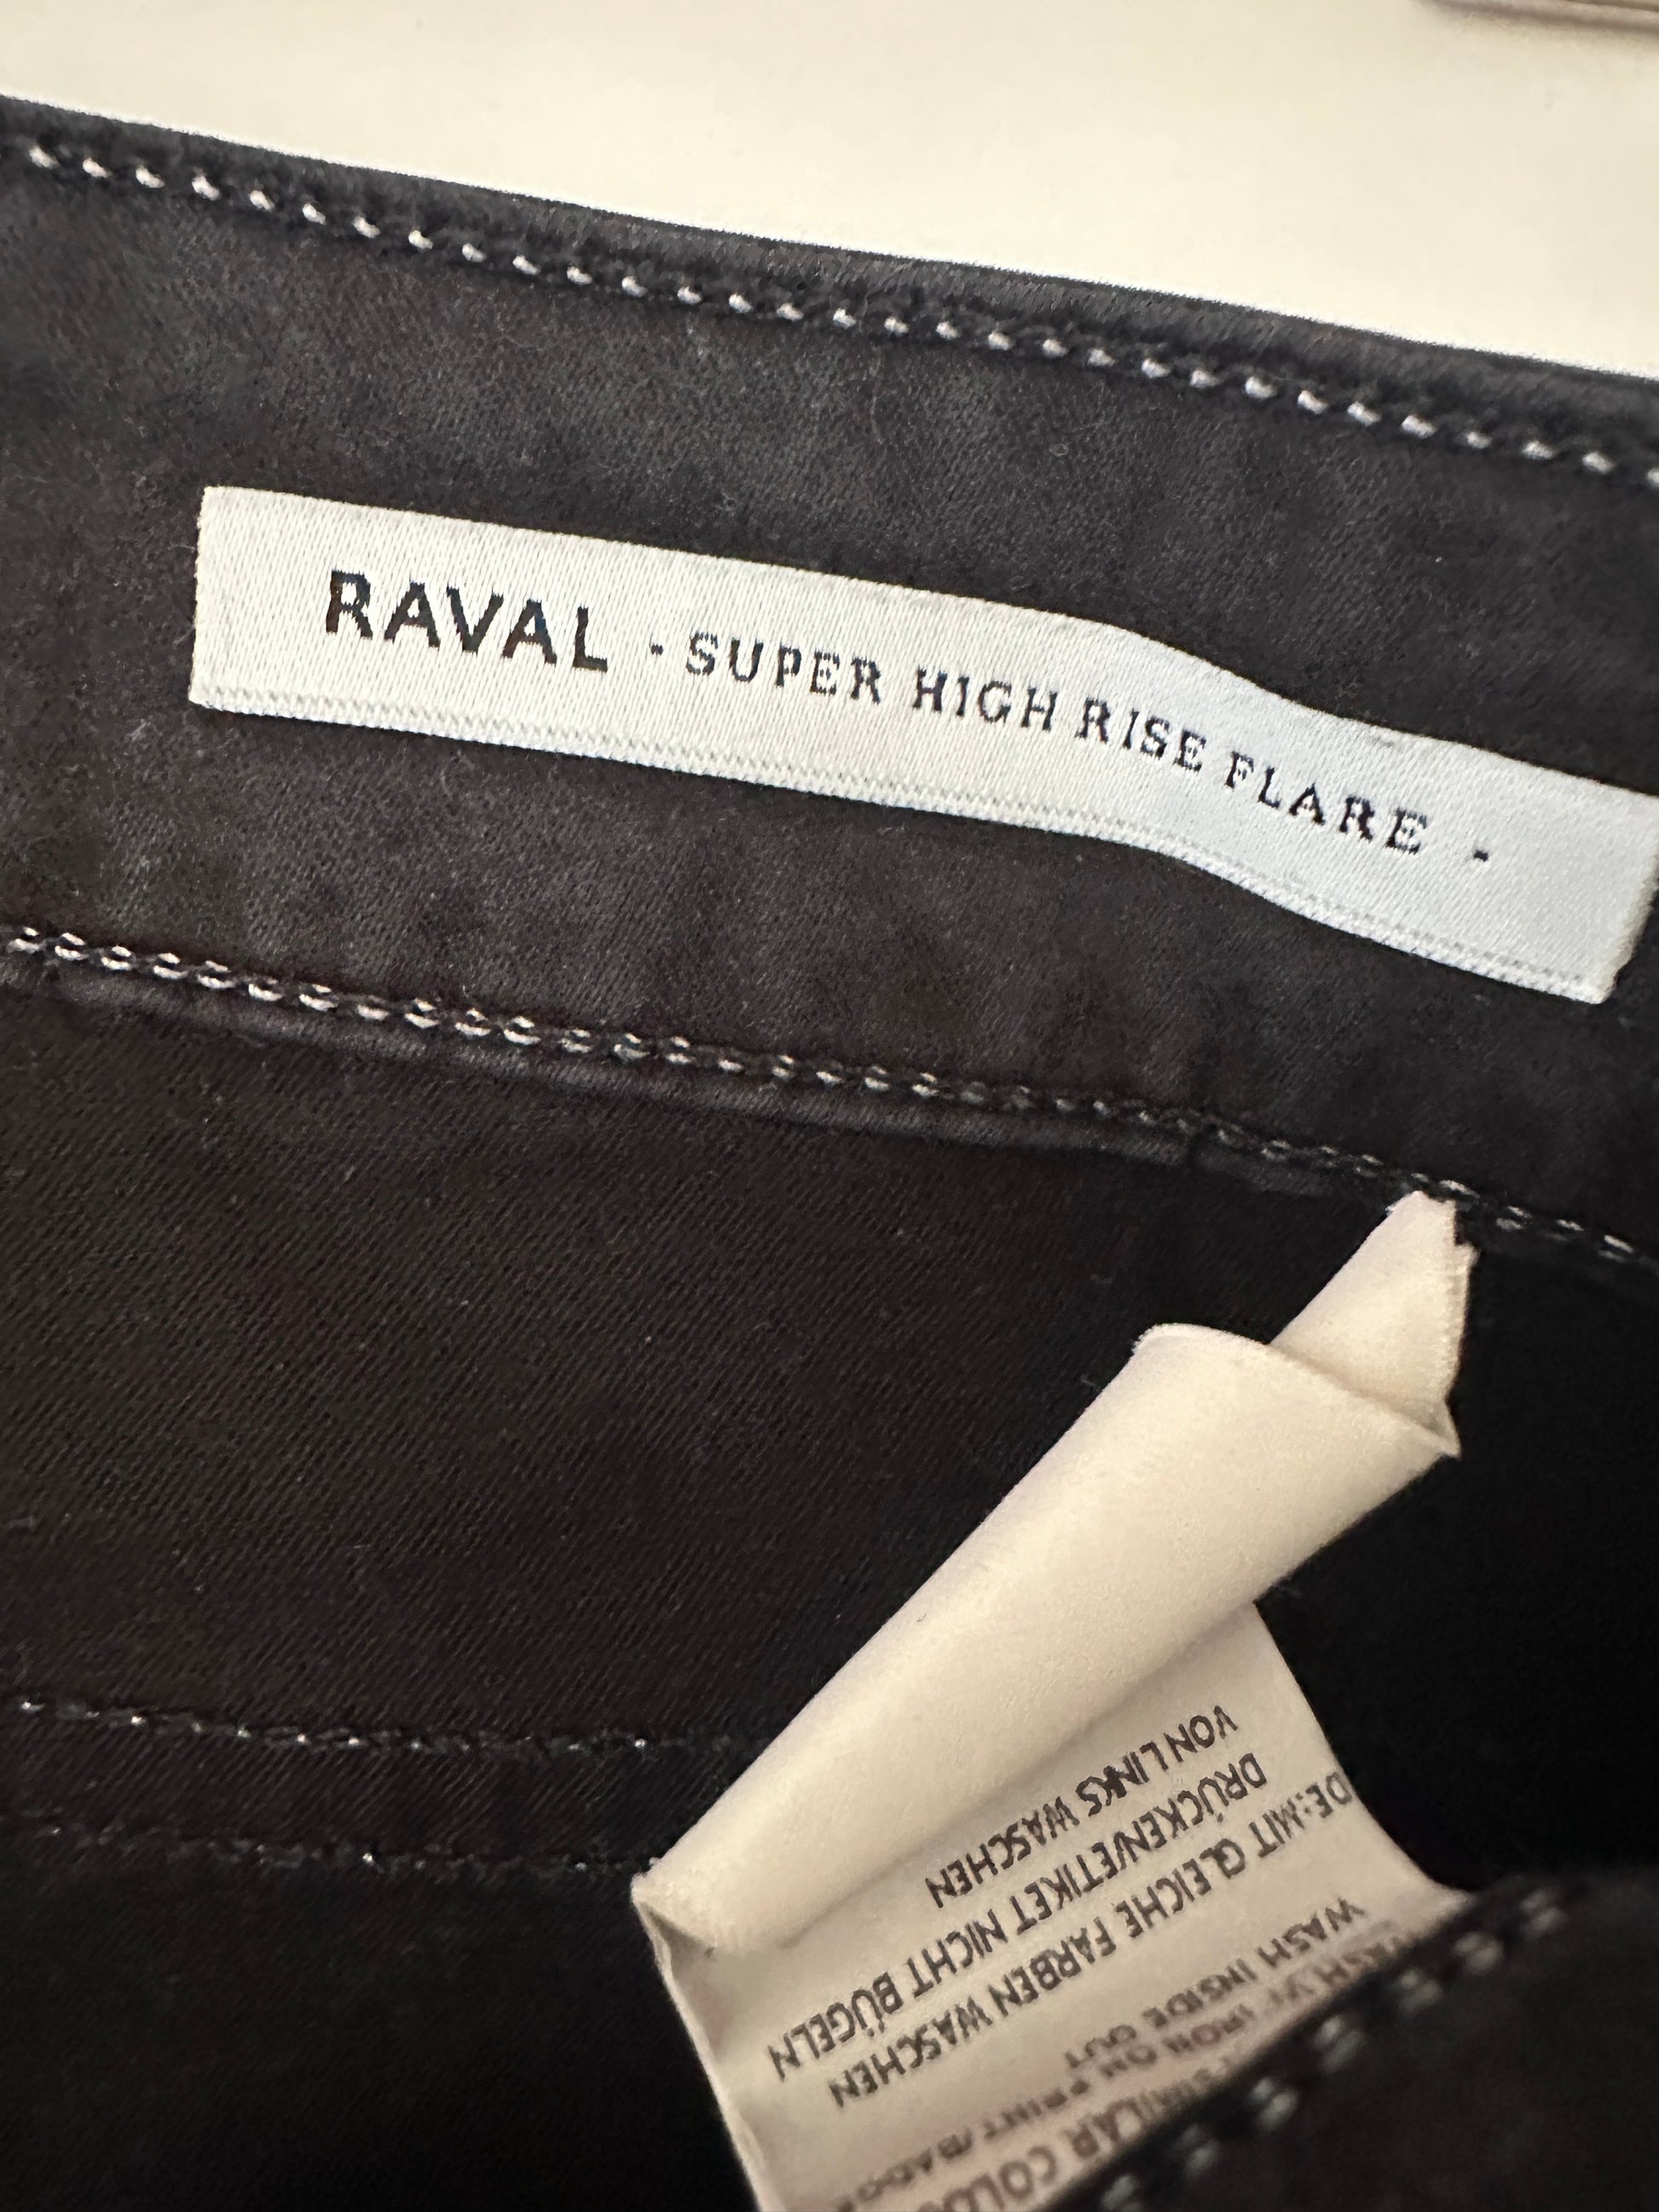 RAVAL - SUPER HIGH RISE FLARE -
WASH INSIDE OUT
DE: MIT GLEICHE FARBEN WASCHEN
DRÜCKEN/ETIKET NICHT BÜGELN
VON LINKS WASCHEN